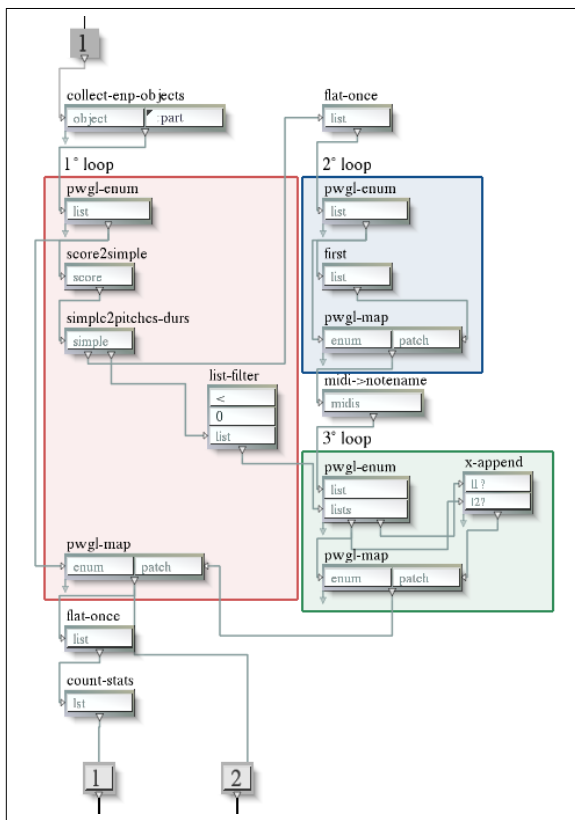 1
collect-enp-objects
object :part
1° loop
pwgl-enum
list
score2simple
score
simple2pitches-durs
simple
list-filter
<
0
list
pwgl-map
enum patch
flat-once
list
count-stats
lst
1
2
flat-once
list
2° loop
pwgl-enum
list
first
list
pwgl-map
enum patch
midi->notename
midis
3° loop
pwgl-enum
list
lists
x-append
l1?
l2?
pwgl-map
enum patch